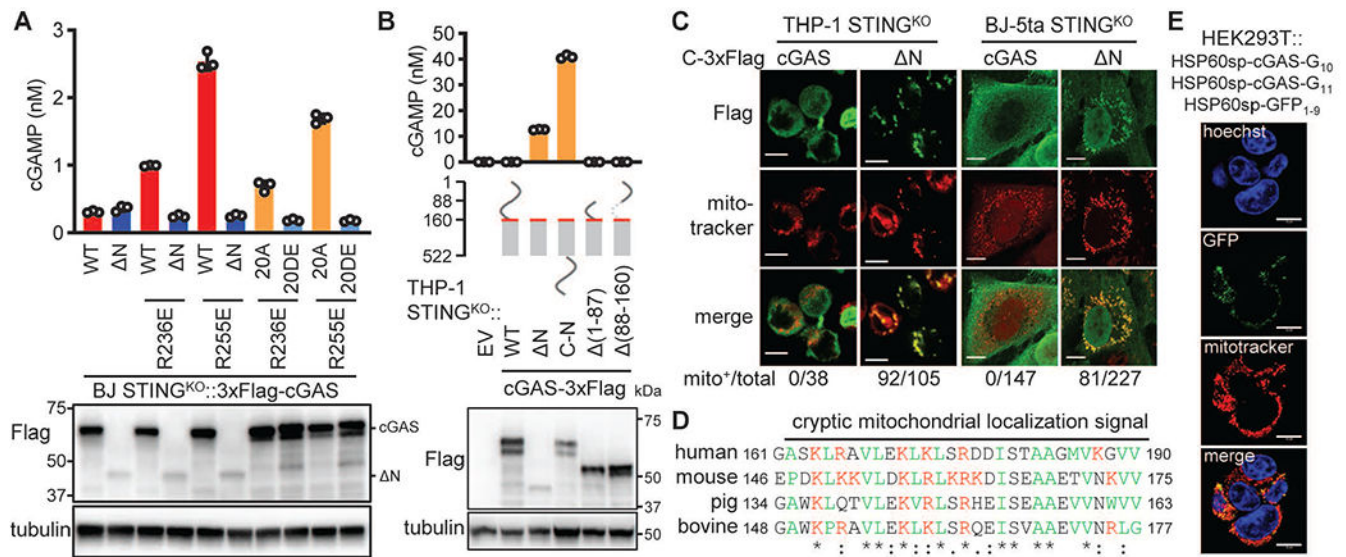 A
cGAMP (nM)
3
2
1
0
WT
ΔN
WT
ΔN
WT
ΔN
20A
20DE
20A
20DE
R236E
R255E
R236E
R255E
BJ STINGᴷᴼ::3xFlag-cGAS
75
Flag
50
37
cGAS
ΔN
tubulin
B
cGAMP (nM)
50
40
30
20
10
0
1
88
160
522
THP-1
STINGᴷᴼ::
EV
WT
ΔN
C-N
Δ(1-87)
Δ(88-160)
cGAS-3xFlag
kDa
75
Flag
50
37
tubulin
50
C
THP-1 STINGᴷᴼ BJ-5ta STINGᴷᴼ
C-3xFlag cGAS ΔN cGAS ΔN
Flag
mito-
tracker
merge
mito⁺/total 0/38 92/105 0/147 81/227
D
cryptic mitochondrial localization signal
human 161 GASKLRAVLEKLKLSRDDISTAAGMVKGVV 190
mouse 146 EPDKLKKVLDKLRLKRKDISEAAETVNKVV 175
pig 134 GAWKLQTVLEKVRLSRHEISVAAEVVNWVV 163
bovine 148 GAWKPRAVLEKLKLSRQEISVAAEVVNRLG 177
E
HEK293T::
HSP60sp-cGAS-G₁₀
HSP60sp-cGAS-G₁₁
HSP60sp-GFP₁₋₉
hoechst
GFP
mitotracker
merge